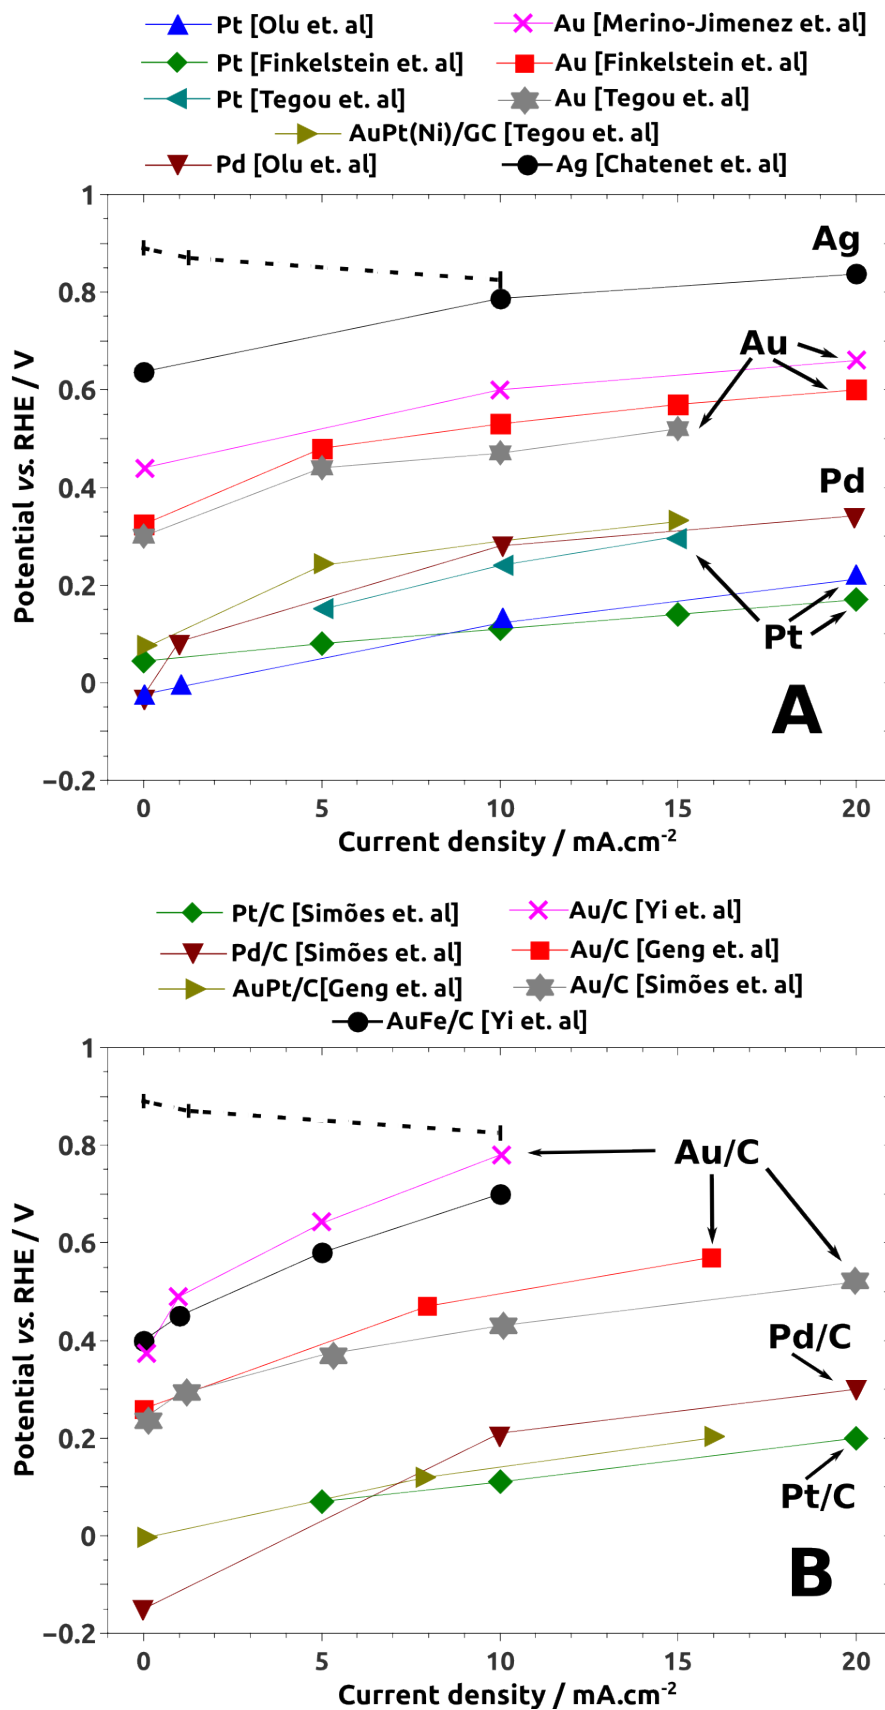 Pt [Olu et. al] Au [Merino-Jimenez et. al]
Pt [Finkelstein et. al] Au [Finkelstein et. al]
Pt [Tegou et. al] Au [Tegou et. al]
AuPt(Ni)/GC [Tegou et. al]
Pd [Olu et. al] Ag [Chatenet et. al]
1
Ag
0.8
Au
0.6
Pd
0.4
0.2
Pt
0
A
−0.2
0 5 10 15 20
Potential vs. RHE / V
Current density / mA.cm-2
Pt/C [Simões et. al] Au/C [Yi et. al]
Pd/C [Simões et. al] Au/C [Geng et. al]
AuPt/C[Geng et. al] Au/C [Simões et. al]
AuFe/C [Yi et. al]
1
0.8
Au/C
0.6
0.4
Pd/C
0.2
Pt/C
0
B
−0.2
0 5 10 15 20
Potential vs. RHE / V
Current density / mA.cm-2